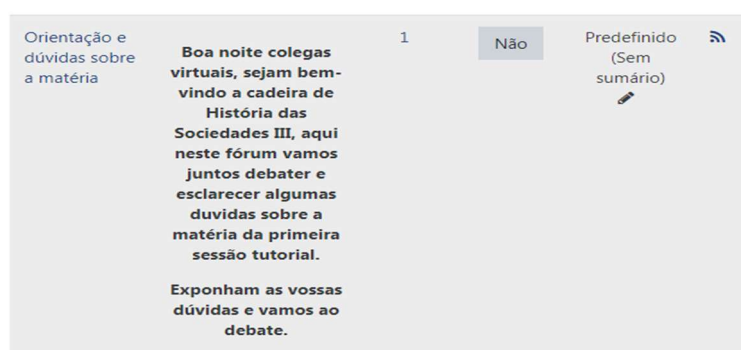 Orientação e
dúvidas sobre
a matéria
Boa noite colegas
virtuais, sejam bem-
vindo a cadeira de
História das
Sociedades III, aqui
neste fórum vamos
juntos debater e
esclarecer algumas
duvidas sobre a
matéria da primeira
sessão tutorial.
Exponham as vossas
dúvidas e vamos ao
debate.
1
Não
Predefinido
(Sem
sumário)